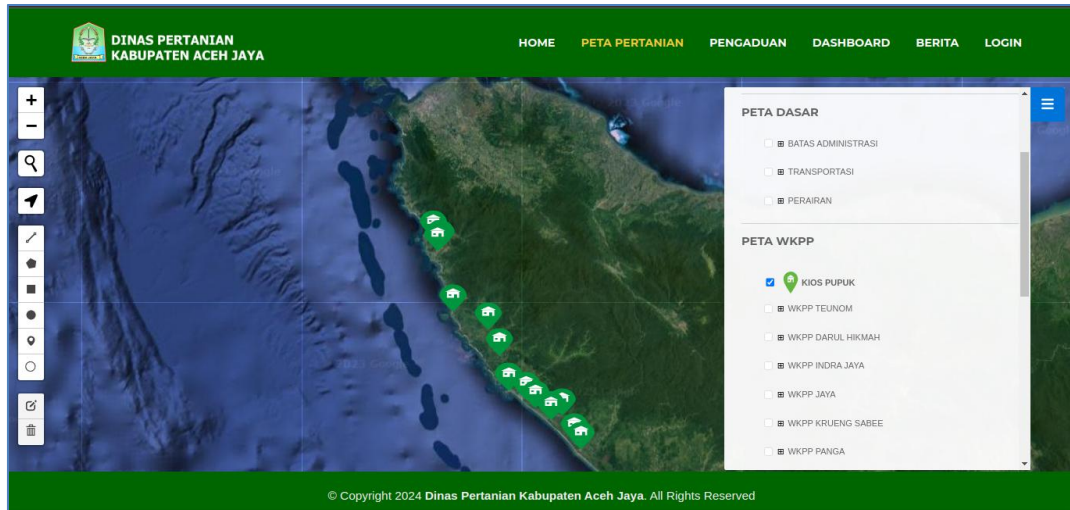 DINAS PERTANIAN
KABUPATEN ACEH JAYA
HOME PETA PERTANIAN PENGADUAN DASHBOARD BERITA LOGIN
+
−
PETA DASAR
BATAS ADMINISTRASI
TRANSPORTASI
PERAIRAN
PETA WKPP
KIOS PUPUK
WKPP TEUNOM
WKPP DARUL HIKMAH
WKPP INDRA JAYA
WKPP JAYA
WKPP KRUENG SABEE
WKPP PANGA
© Copyright 2024 Dinas Pertanian Kabupaten Aceh Jaya. All Rights Reserved